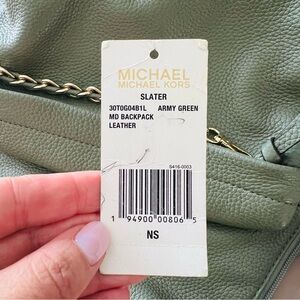 MICHAEL
MICHAEL KORS
SLATER
30T0G04B1L ARMY GREEN
MD BACKPACK
LEATHER
S416-0003
1 94900 00806 5
NS